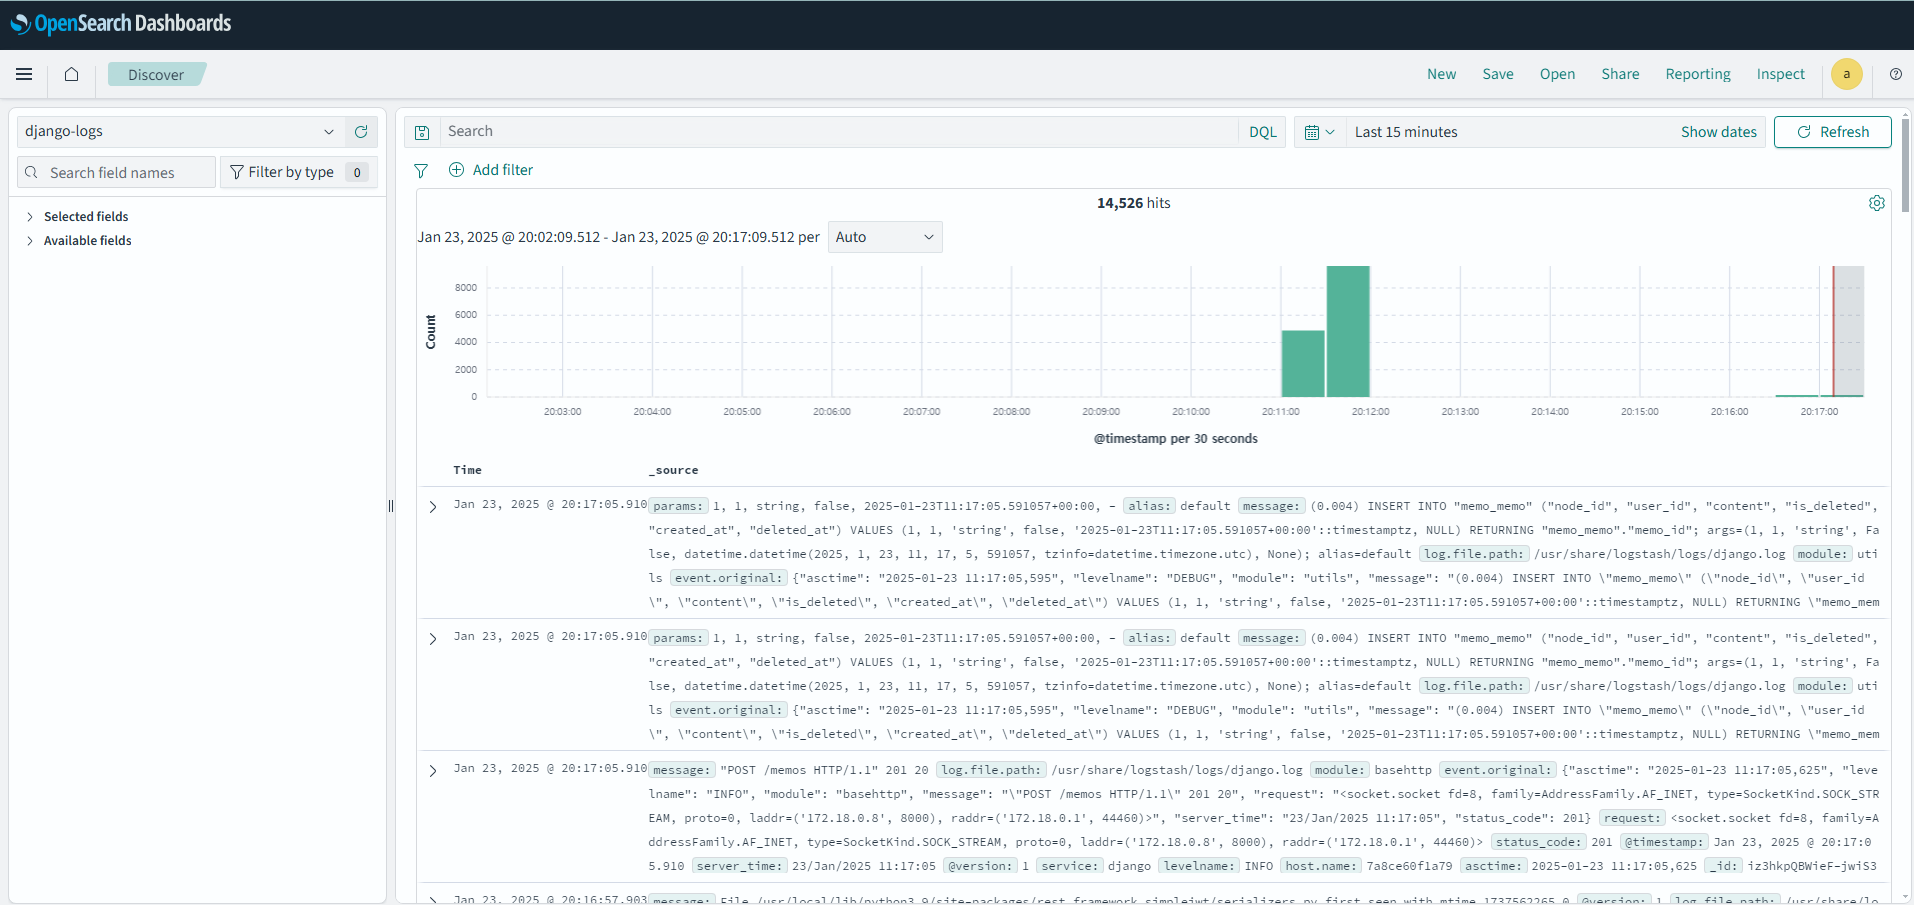 OpenSearch Dashboards
Discover
New Save Open Share Reporting Inspect a
django-logs
Search DQL
Last 15 minutes Show dates Refresh
Search field names Filter by type 0
Add filter
Selected fields
Available fields
14,526 hits
Jan 23, 2025 @ 20:02:09.512 - Jan 23, 2025 @ 20:17:09.512 per Auto
Count
8000
6000
4000
2000
0
20:03:00 20:04:00 20:05:00 20:06:00 20:07:00 20:08:00 20:09:00 20:10:00 20:11:00 20:12:00 20:13:00 20:14:00 20:15:00 20:16:00 20:17:00
@timestamp per 30 seconds
Time _source
Jan 23, 2025 @ 20:17:05.910 params: 1, 1, string, false, 2025-01-23T11:17:05.591057+00:00, - alias: default message: (0.004) INSERT INTO "memo_memo" ("node_id", "user_id", "content", "is_deleted",
"created_at", "deleted_at") VALUES (1, 1, 'string', false, '2025-01-23T11:17:05.591057+00:00'::timestamptz, NULL) RETURNING "memo_memo"."memo_id"; args=(1, 1, 'string', Fa
lse, datetime.datetime(2025, 1, 23, 11, 17, 5, 591057, tzinfo=datetime.timezone.utc), None); alias=default log.file.path: /usr/share/logstash/logs/django.log module: uti
ls event.original: {"asctime": "2025-01-23 11:17:05,595", "levelname": "DEBUG", "module": "utils", "message": "(0.004) INSERT INTO \"memo_memo\" (\"node_id\", \"user_id
\", \"content\", \"is_deleted\", \"created_at\", \"deleted_at\") VALUES (1, 1, 'string', false, '2025-01-23T11:17:05.591057+00:00'::timestamptz, NULL) RETURNING \"memo_mem
Jan 23, 2025 @ 20:17:05.910 params: 1, 1, string, false, 2025-01-23T11:17:05.591057+00:00, - alias: default message: (0.004) INSERT INTO "memo_memo" ("node_id", "user_id", "content", "is_deleted",
"created_at", "deleted_at") VALUES (1, 1, 'string', false, '2025-01-23T11:17:05.591057+00:00'::timestamptz, NULL) RETURNING "memo_memo"."memo_id"; args=(1, 1, 'string', Fa
lse, datetime.datetime(2025, 1, 23, 11, 17, 5, 591057, tzinfo=datetime.timezone.utc), None); alias=default log.file.path: /usr/share/logstash/logs/django.log module: uti
ls event.original: {"asctime": "2025-01-23 11:17:05,595", "levelname": "DEBUG", "module": "utils", "message": "(0.004) INSERT INTO \"memo_memo\" (\"node_id\", \"user_id
\", \"content\", \"is_deleted\", \"created_at\", \"deleted_at\") VALUES (1, 1, 'string', false, '2025-01-23T11:17:05.591057+00:00'::timestamptz, NULL) RETURNING \"memo_mem
Jan 23, 2025 @ 20:17:05.910 message: "POST /memos HTTP/1.1" 201 20 log.file.path: /usr/share/logstash/logs/django.log module: basehttp event.original: {"asctime": "2025-01-23 11:17:05,625", "leve
lname": "INFO", "module": "basehttp", "message": "\"POST /memos HTTP/1.1\" 201 20", "request": "<socket.socket fd=8, family=AddressFamily.AF_INET, type=SocketKind.SOCK_STR
EAM, proto=0, laddr=('172.18.0.8', 8000), raddr=('172.18.0.1', 44460)>", "server_time": "23/Jan/2025 11:17:05", "status_code": 201} request: <socket.socket fd=8, family=A
ddressFamily.AF_INET, type=SocketKind.SOCK_STREAM, proto=0, laddr=('172.18.0.8', 8000), raddr=('172.18.0.1', 44460)> status_code: 201 @timestamp: Jan 23, 2025 @ 20:17:0
5.910 server_time: 23/Jan/2025 11:17:05 @version: 1 service: django levelname: INFO host.name: 7a8ce60f1a79 asctime: 2025-01-23 11:17:05,625 _id: iz3hkpQBWieF-jwiS3
Jan 23, 2025 @ 20:16:57.903 message: File /usr/local/lib/python3.9/site-packages/rest_framework_simplejwt/serializers.py first seen with mtime 1737562265.0 @version: 1 log.file.path: /usr/share/lo